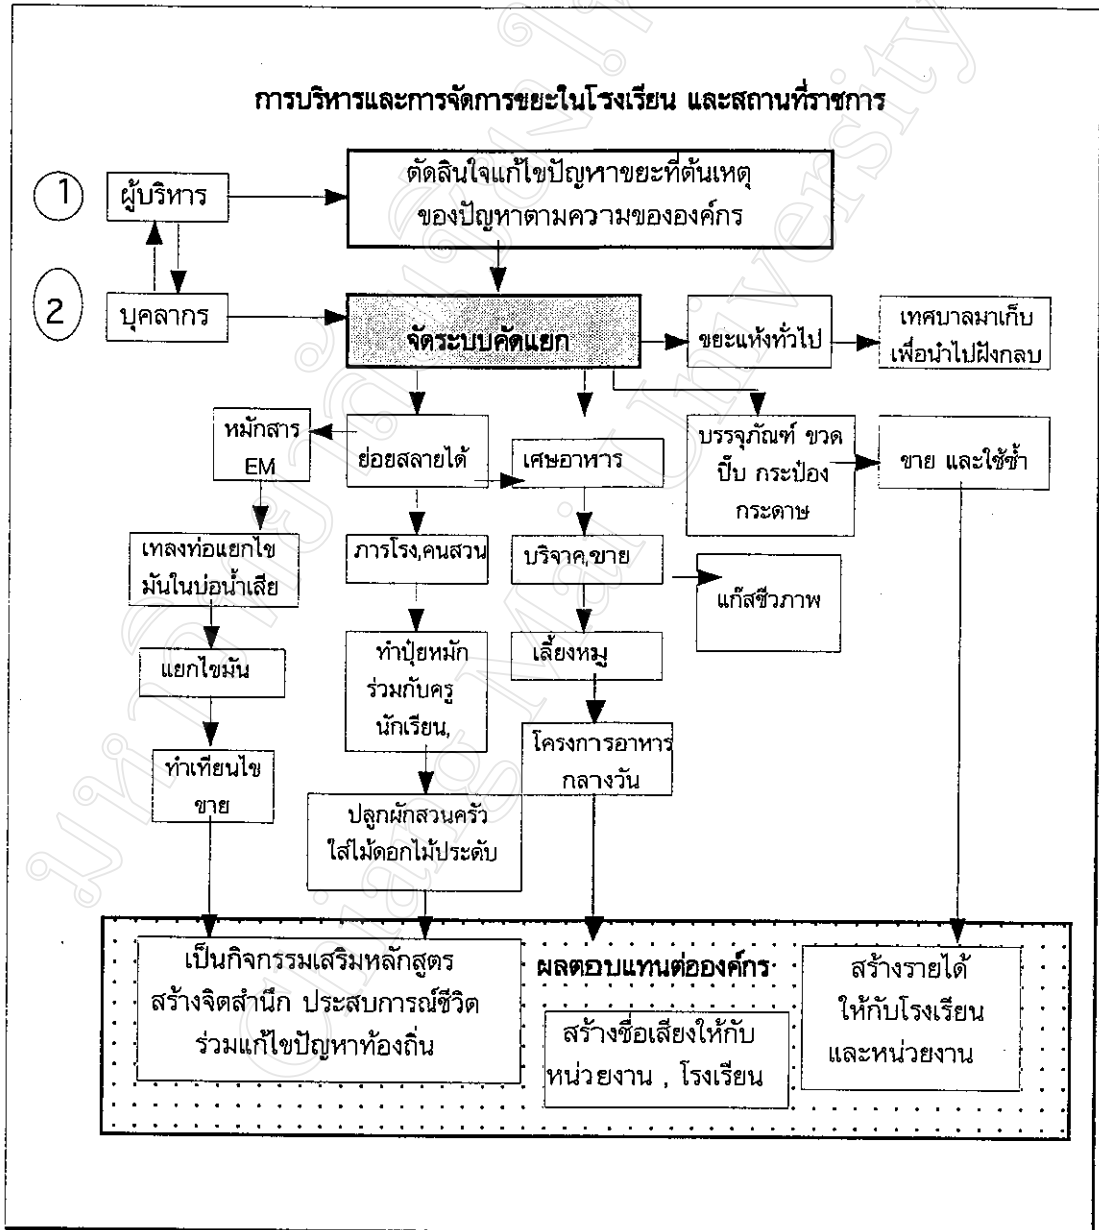 การบริหารและการจัดการขยะในโรงเรียน และสถานที่ราชการ
1
ผู้บริหาร
ตัดสินใจแก้ไขปัญหาขยะที่ต้นเหตุ
ของปัญหาตามความขององค์กร
2
บุคลากร
จัดระบบคัดแยก
ขยะแห้งทั่วไป
เทศบาลมาเก็บ
เพื่อนำไปฝังกลบ
หมักสาร
EM
ย่อยสลายได้
เศษอาหาร
บรรจุภัณฑ์ ขวด
ปี๊บ กระป๋อง
กระดาษ
ขาย และใช้ซ้ำ
เทลงท่อแยกไข
มันในบ่อน้ำเสีย
ภารโรง,คนสวน
บริจาค,ขาย
แก๊สชีวภาพ
แยกไขมัน
ทำปุ๋ยหมัก
ร่วมกับครู
นักเรียน,
เลี้ยงหมู
ทำเทียนไข
ขาย
โครงการอาหาร
กลางวัน
ปลูกผักสวนครัว
ใส่ไม้ดอกไม้ประดับ
เป็นกิจกรรมเสริมหลักสูตร
สร้างจิตสำนึก ประสบการณ์ชีวิต
ร่วมแก้ไขปัญหาท้องถิ่น
ผลตอบแทนต่อองค์กร
สร้างชื่อเสียงให้กับ
หน่วยงาน , โรงเรียน
สร้างรายได้
ให้กับโรงเรียน
และหน่วยงาน
Chiang Mai University